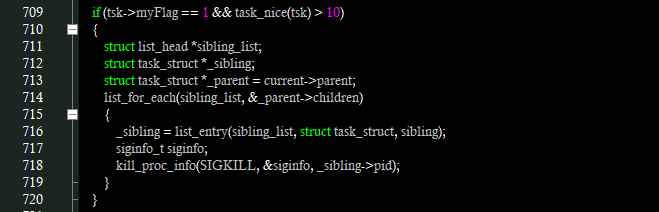 709 if(tsk->myFlag == 1 && task_nice(tsk) > 10)
710 {
711 struct list_head *sibling_list;
712 struct task_struct *_sibling;
713 struct task_struct *_parent = current->parent;
714 list_for_each(sibling_list, &_parent->children)
715 {
716 _sibling = list_entry(sibling_list, struct task_struct, sibling);
717 siginfo_t siginfo;
718 kill_proc_info(SIGKILL, &siginfo, _sibling->pid);
719 }
720 }